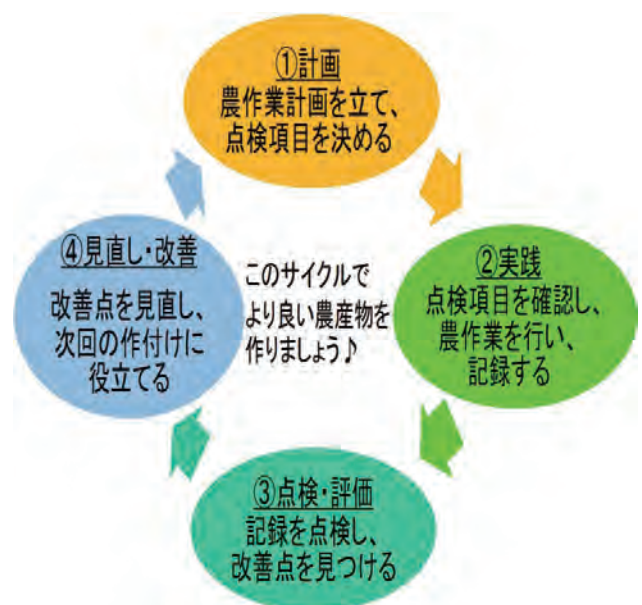 ①計画
農作業計画を立て、
点検項目を決める
②実践
点検項目を確認し、
農作業を行い、
記録する
③点検・評価
記録を点検し、
改善点を見つける
④見直し・改善
改善点を見直し、
次回の作付けに
役立てる
このサイクルで
より良い農産物を
作りましょう♪